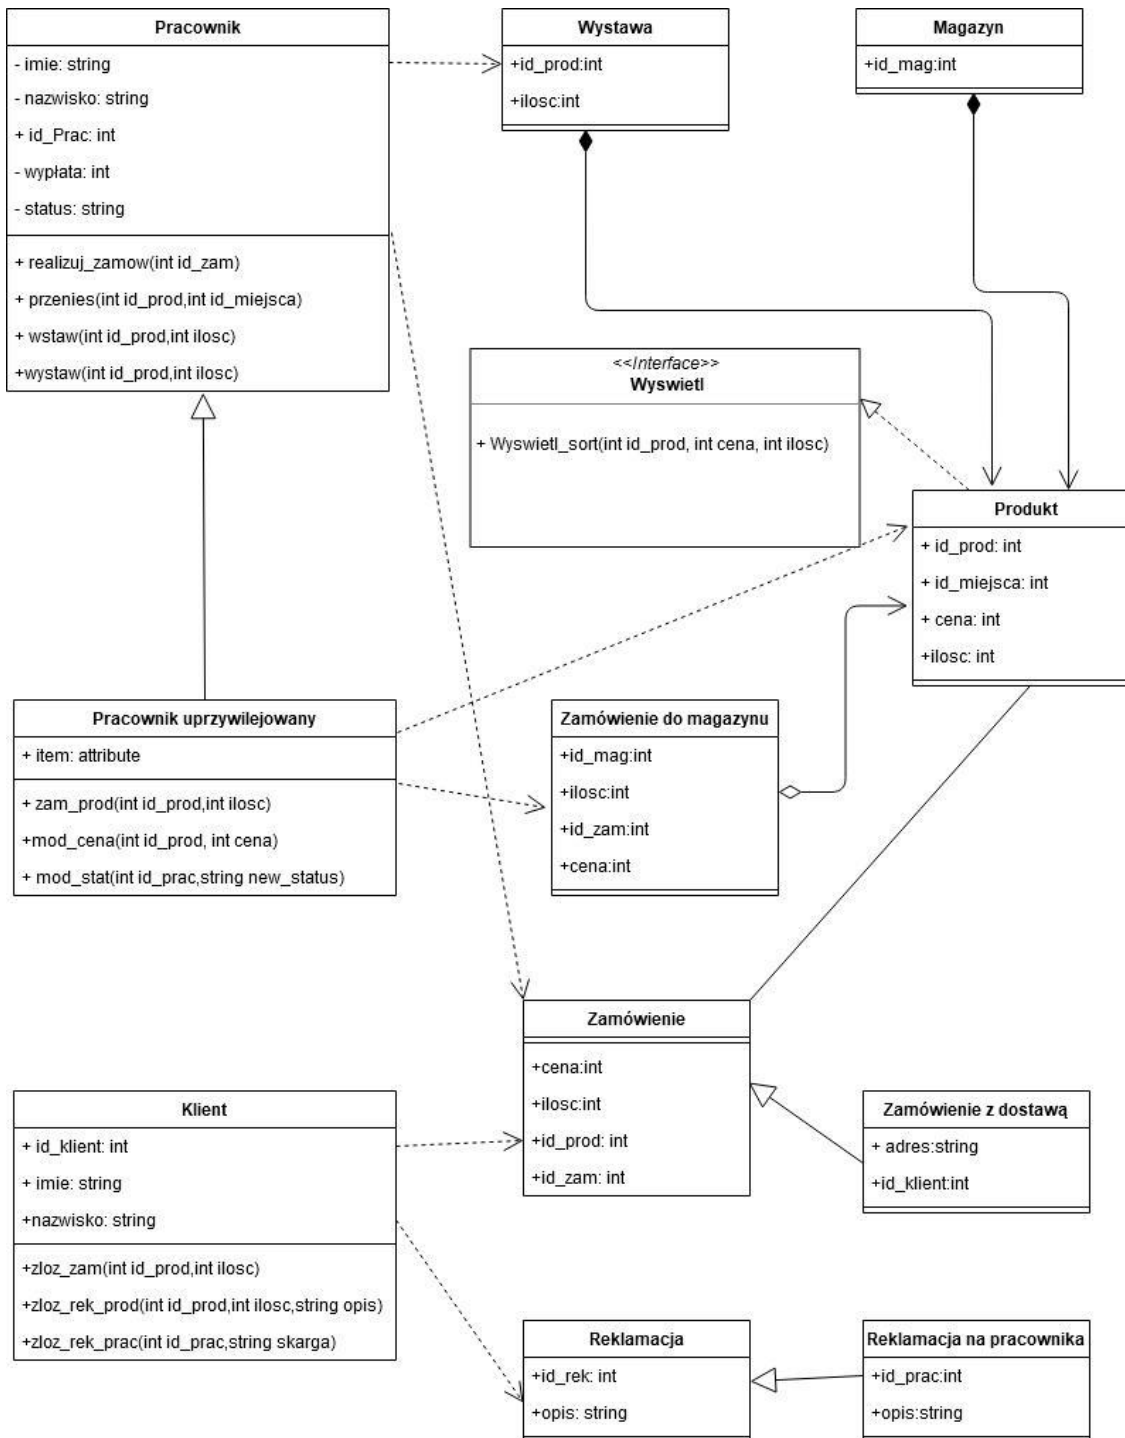 Pracownik
- imie: string
- nazwisko: string
+ id_Prac: int
- wypłata: int
- status: string
+ realizuj_zamow(int id_zam)
+ przenies(int id_prod,int id_miejsca)
+ wstaw(int id_prod,int ilosc)
+wystaw(int id_prod,int ilosc)
Wystawa
+id_prod:int
+ilosc:int
Magazyn
+id_mag:int
<<Interface>>
Wyswietl
+ Wyswietl_sort(int id_prod, int cena, int ilosc)
Produkt
+ id_prod: int
+ id_miejsca: int
+ cena: int
+ilosc: int
Pracownik uprzywilejowany
+ item: attribute
+ zam_prod(int id_prod,int ilosc)
+mod_cena(int id_prod, int cena)
+ mod_stat(int id_prac,string new_status)
Zamówienie do magazynu
+id_mag:int
+ilosc:int
+id_zam:int
+cena:int
Zamówienie
+cena:int
+ilosc:int
+id_prod: int
+id_zam: int
Zamówienie z dostawą
+ adres:string
+id_klient:int
Klient
+ id_klient: int
+ imie: string
+nazwisko: string
+zloz_zam(int id_prod,int ilosc)
+zloz_rek_prod(int id_prod,int ilosc,string opis)
+zloz_rek_prac(int id_prac,string skarga)
Reklamacja
+id_rek: int
+opis: string
Reklamacja na pracownika
+id_prac:int
+opis:string